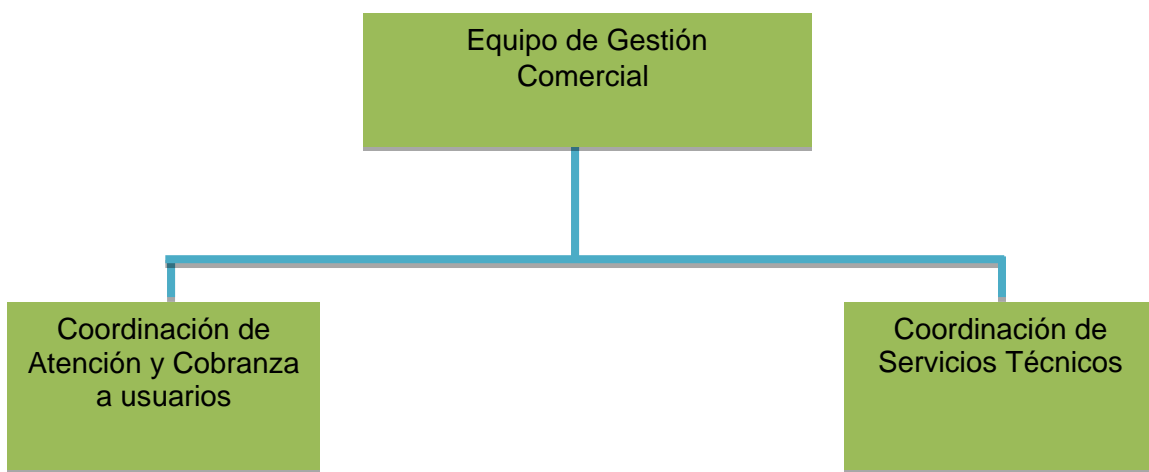 Equipo de Gestión
Comercial
Coordinación de
Atención y Cobranza
a usuarios
Coordinación de
Servicios Técnicos